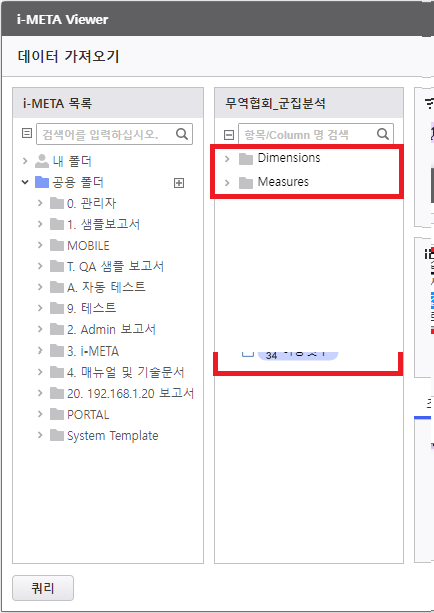 i-META Viewer
데이터 가져오기
i-META 목록
검색어를 입력하십시오.
내 폴더
공용 폴더
0. 관리자
1. 샘플보고서
MOBILE
T. QA 샘플 보고서
A. 자동 테스트
9. 테스트
2. Admin 보고서
3. i-META
4. 매뉴얼 및 기술문서
20. 192.168.1.20 보고서
PORTAL
System Template
무역협회_군집분석
항목/Column 명 검색
Dimensions
Measures
34
쿼리